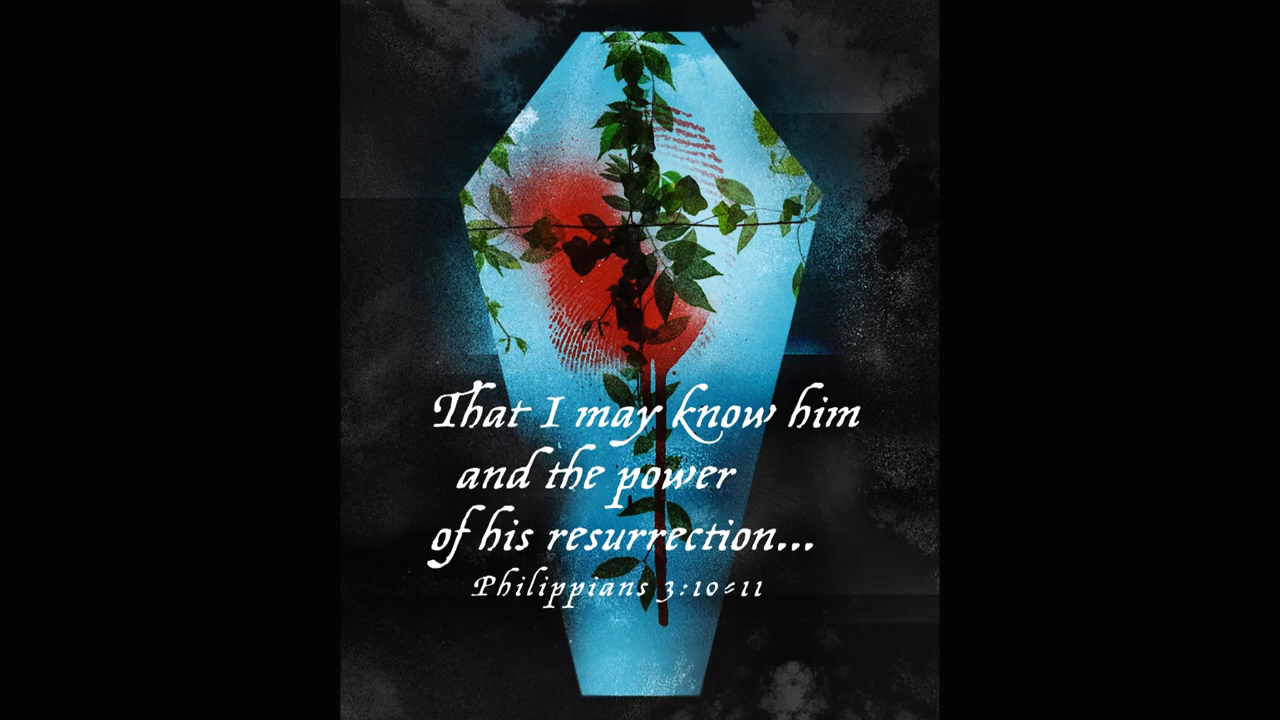 That I may know him
and the power
of his resurrection...
Philippians 3:10-11